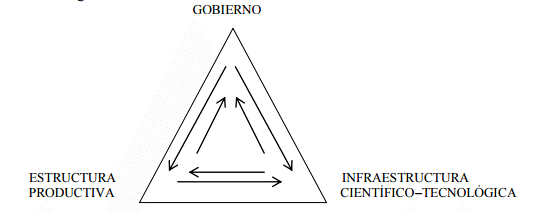 GOBIERNO
ESTRUCTURA
PRODUCTIVA
INFRAESTRUCTURA
CIENTÍFICO−TECNOLÓGICA